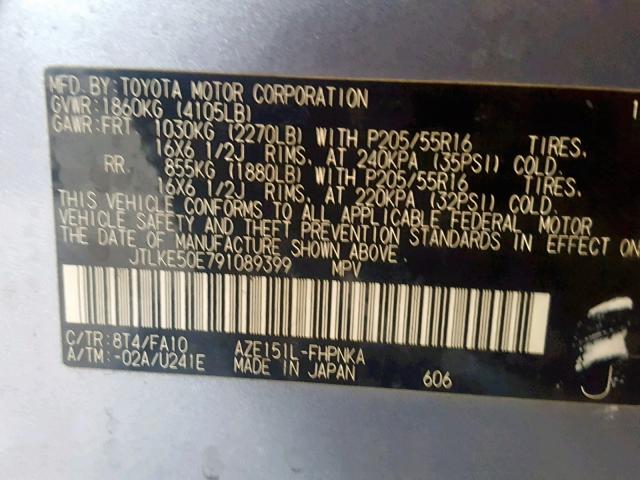 MFD.BY:TOYOTA MOTOR CORPORATION
GVWR:1860KG (4105LB)
GAWR:FRT. 1030KG (2270LB) WITH P205/55R16 TIRES,
16X6 1/2J RIMS, AT 240KPA (35PSI) COLD.
RR. 855KG (1880LB) WITH P205/55R16 TIRES,
16X6 1/2J RIMS, AT 220KPA (32PSI) COLD.
THIS VEHICLE CONFORMS TO ALL APPLICABLE FEDERAL MOTOR
VEHICLE SAFETY AND THEFT PREVENTION STANDARDS IN EFFECT ON
THE DATE OF MANUFACTURE SHOWN ABOVE.
JTLKE50E791089399 MPV
C/TR:8T4/FA10 AZE151L-FHPNKA
A/TM:-02A/U241E MADE IN JAPAN 606